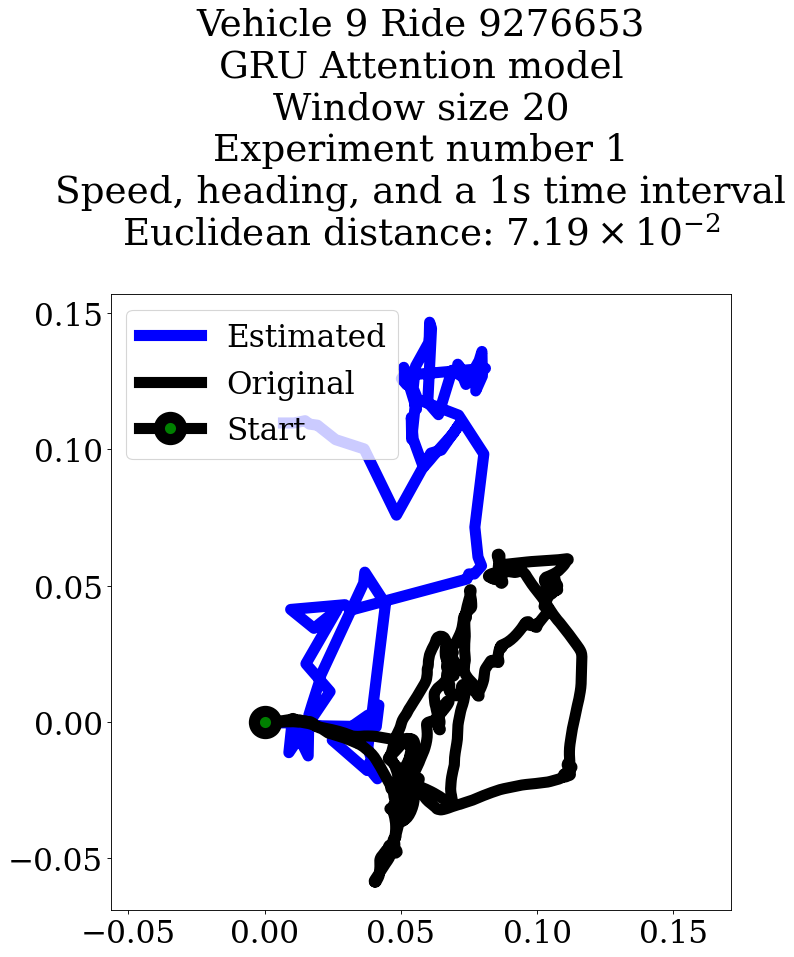 Vehicle 9 Ride 9276653
GRU Attention model
Window size 20
Experiment number 1
Speed, heading, and a 1s time interval
Euclidean distance: 7.19 × 10⁻²
Estimated
Original
Start
0.15
0.10
0.05
0.00
−0.05
−0.05 0.00 0.05 0.10 0.15